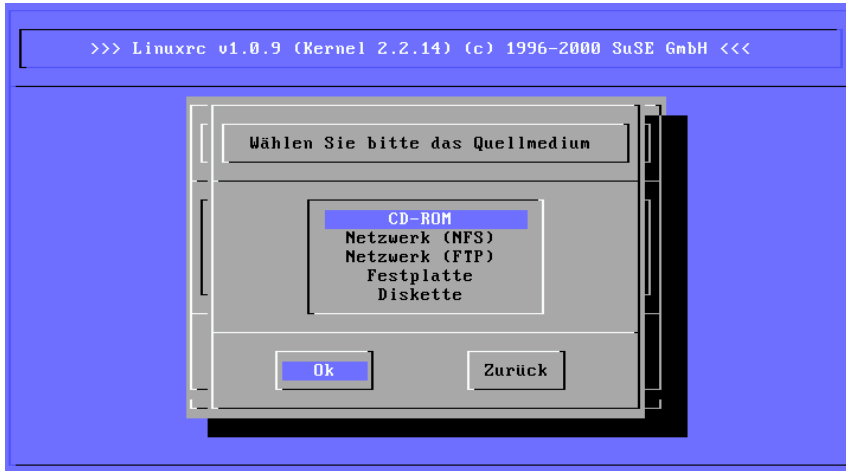 >>> Linuxrc v1.0.9 (Kernel 2.2.14) (c) 1996-2000 SuSE GmbH <<<
Wählen Sie bitte das Quellmedium
CD-ROM
Netzwerk (NFS)
Netzwerk (FTP)
Festplatte
Diskette
Ok
Zurück